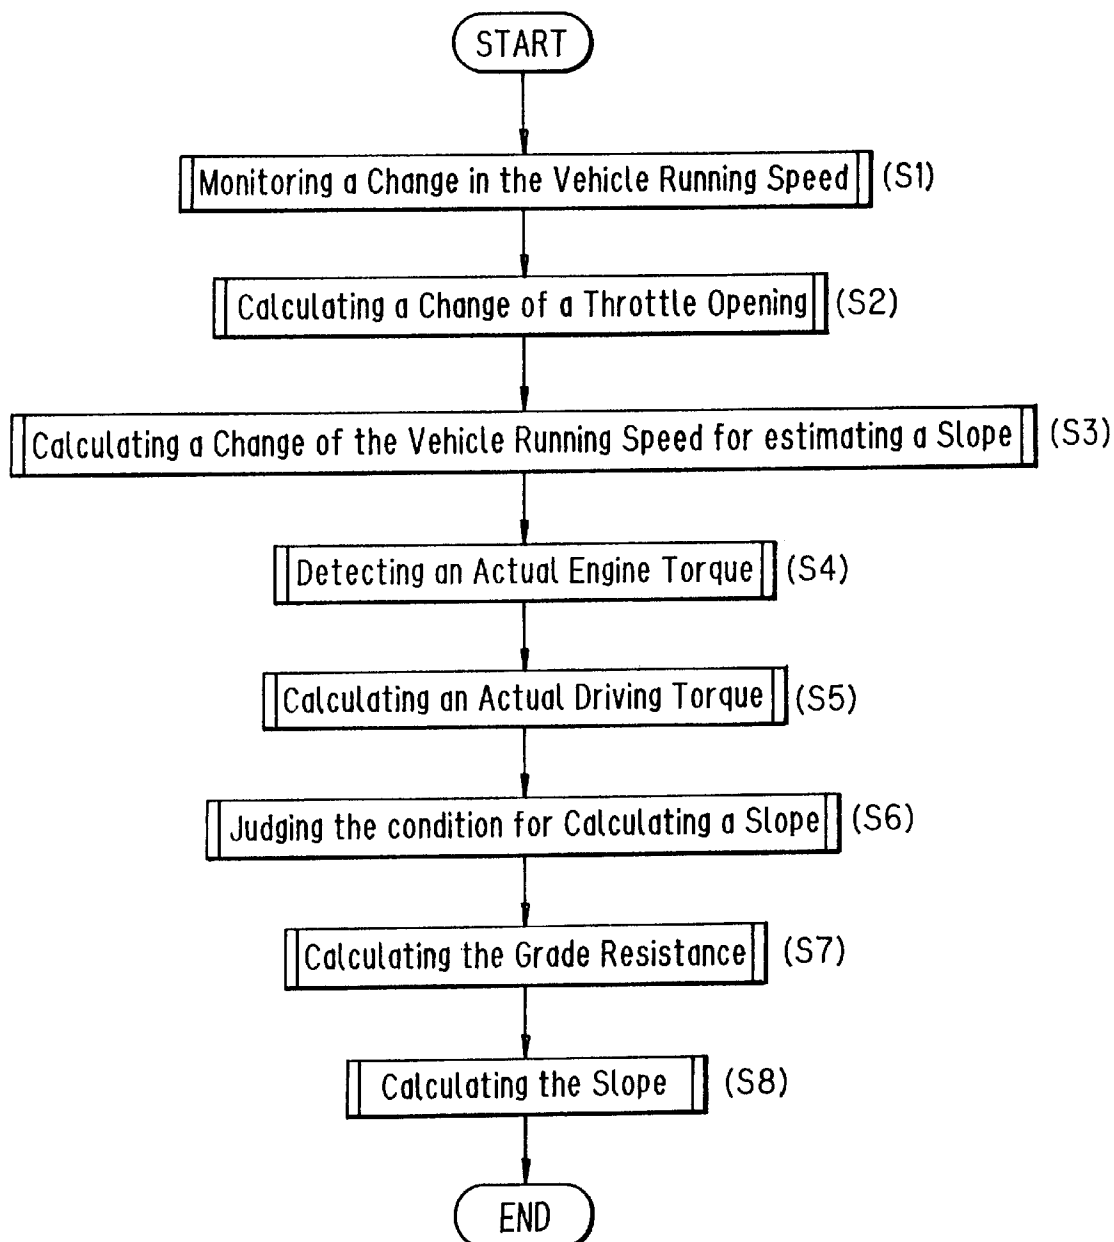 START
Monitoring a Change in the Vehicle Running Speed (S1)
Calculating a Change of a Throttle Opening (S2)
Calculating a Change of the Vehicle Running Speed for estimating a Slope (S3)
Detecting an Actual Engine Torque (S4)
Calculating an Actual Driving Torque (S5)
Judging the condition for Calculating a Slope (S6)
Calculating the Grade Resistance (S7)
Calculating the Slope (S8)
END